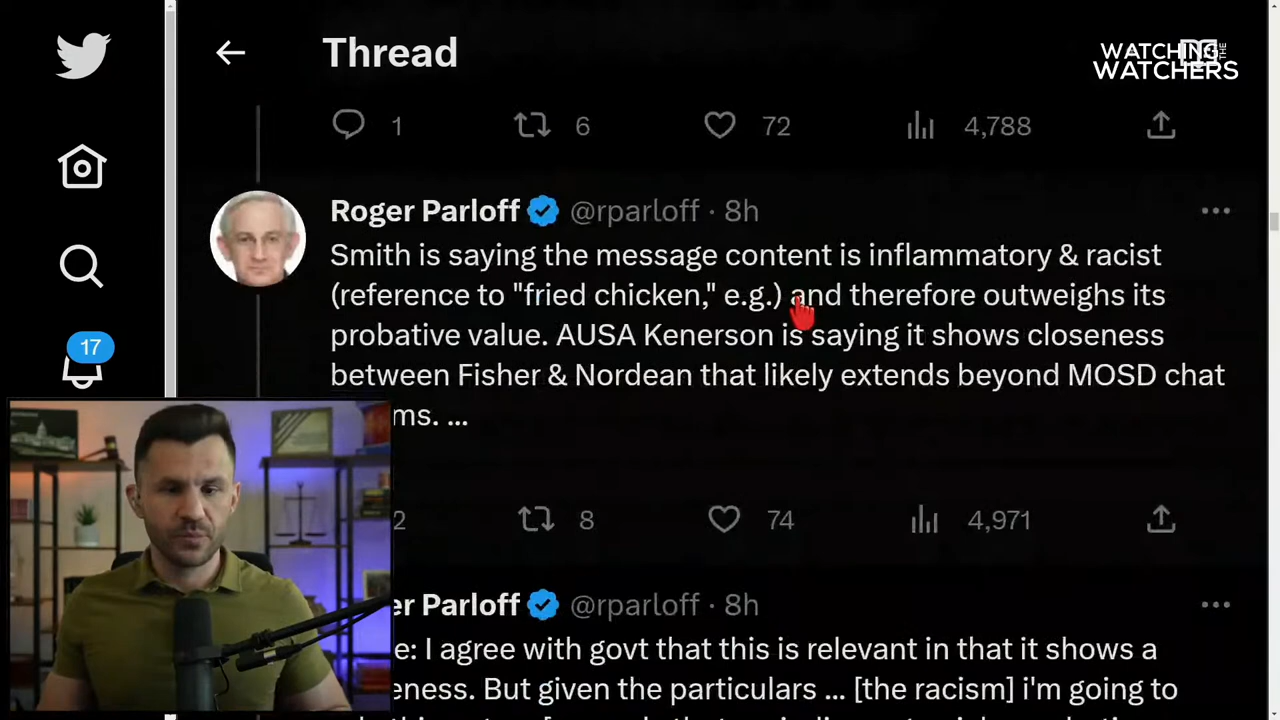 Thread
WATCHING THE
WATCHERS
1 6 72 4,788
Roger Parloff @rparloff · 8h
Smith is saying the message content is inflammatory & racist
(reference to "fried chicken," e.g.) and therefore outweighs its
probative value. AUSA Kenerson is saying it shows closeness
between Fisher & Nordean that likely extends beyond MOSD chat
ms. ...
17
2 8 74 4,971
er Parloff @rparloff · 8h
e: I agree with govt that this is relevant in that it shows a
eness. But given the particulars ... [the racism] i'm going to